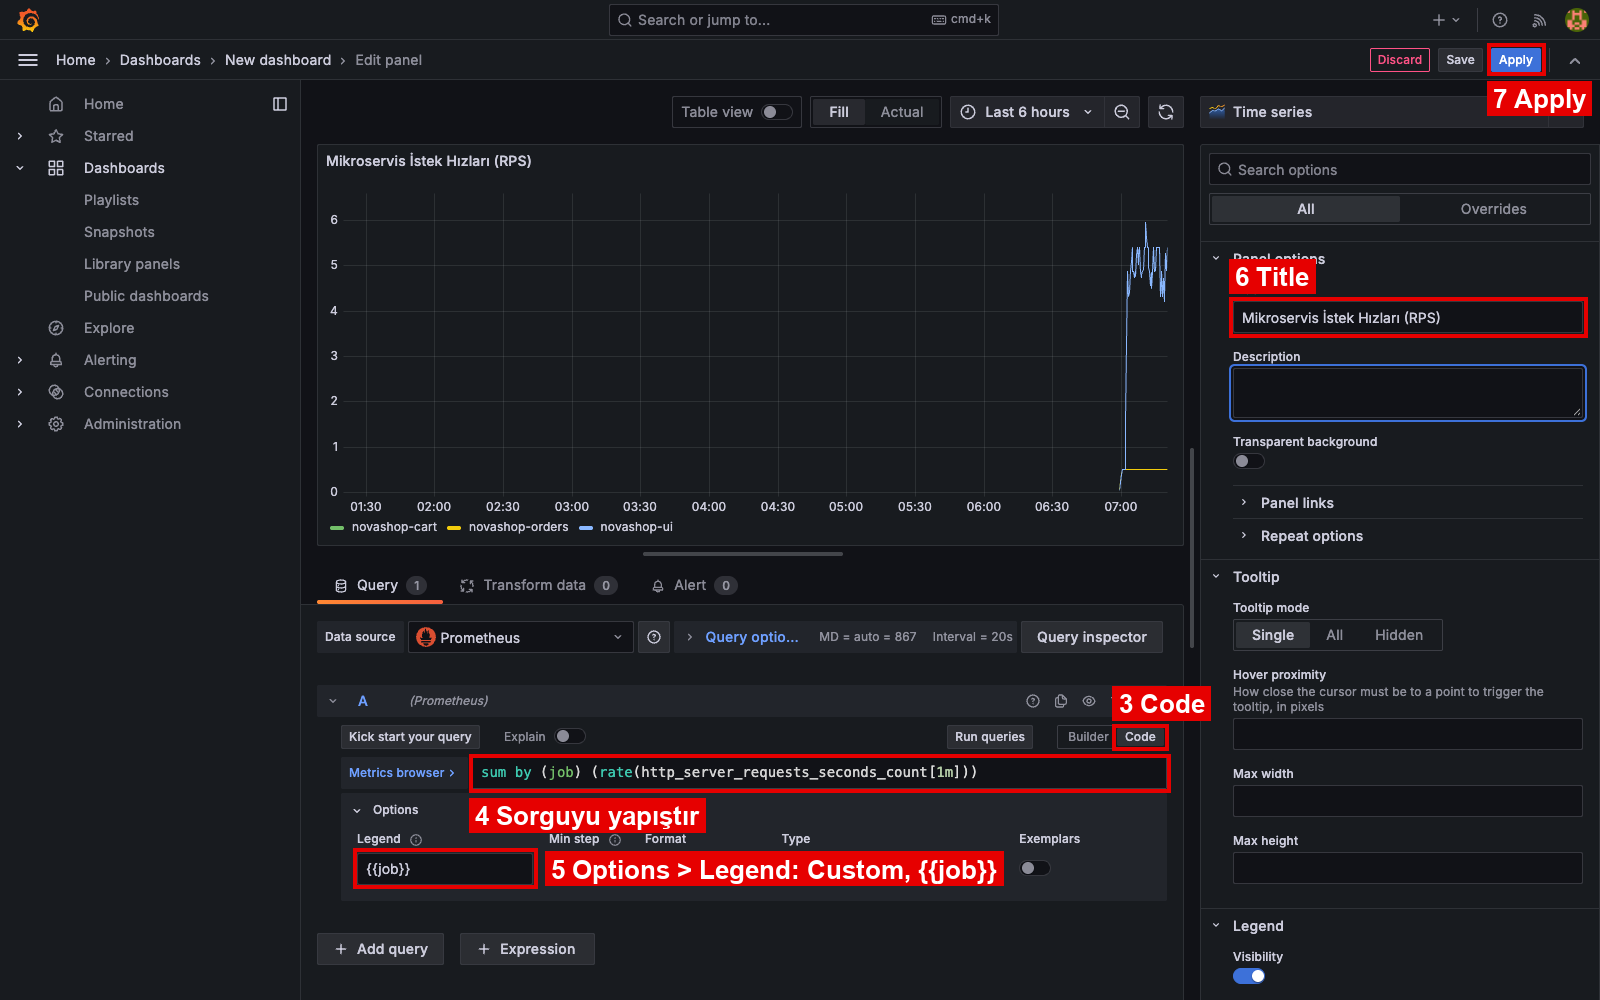 Search or jump to...
cmd+k
Home › Dashboards › New dashboard › Edit panel
Discard
Save
Apply
7 Apply
Home
Starred
Dashboards
Playlists
Snapshots
Library panels
Public dashboards
Explore
Alerting
Connections
Administration
Table view
Fill
Actual
Last 6 hours
Time series
Mikroservis İstek Hızları (RPS)
6
5
4
3
2
1
0
01:30 02:00 02:30 03:00 03:30 04:00 04:30 05:00 05:30 06:00 06:30 07:00
novashop-cart novashop-orders novashop-ui
Query 1
Transform data 0
Alert 0
Data source
Prometheus
Query optio...
MD = auto = 867
Interval = 20s
Query inspector
A
(Prometheus)
3 Code
Kick start your query
Explain
Run queries
Builder
Code
Metrics browser >
sum by (job) (rate(http_server_requests_seconds_count[1m]))
Options
4 Sorguyu yapıştır
Legend
Min step
Format
Type
Exemplars
{{job}}
5 Options > Legend: Custom, {{job}}
+ Add query
+ Expression
Search options
All
Overrides
Panel options
6 Title
Mikroservis İstek Hızları (RPS)
Description
Transparent background
Panel links
Repeat options
Tooltip
Tooltip mode
Single
All
Hidden
Hover proximity
How close the cursor must be to a point to trigger the
tooltip, in pixels
Max width
Max height
Legend
Visibility